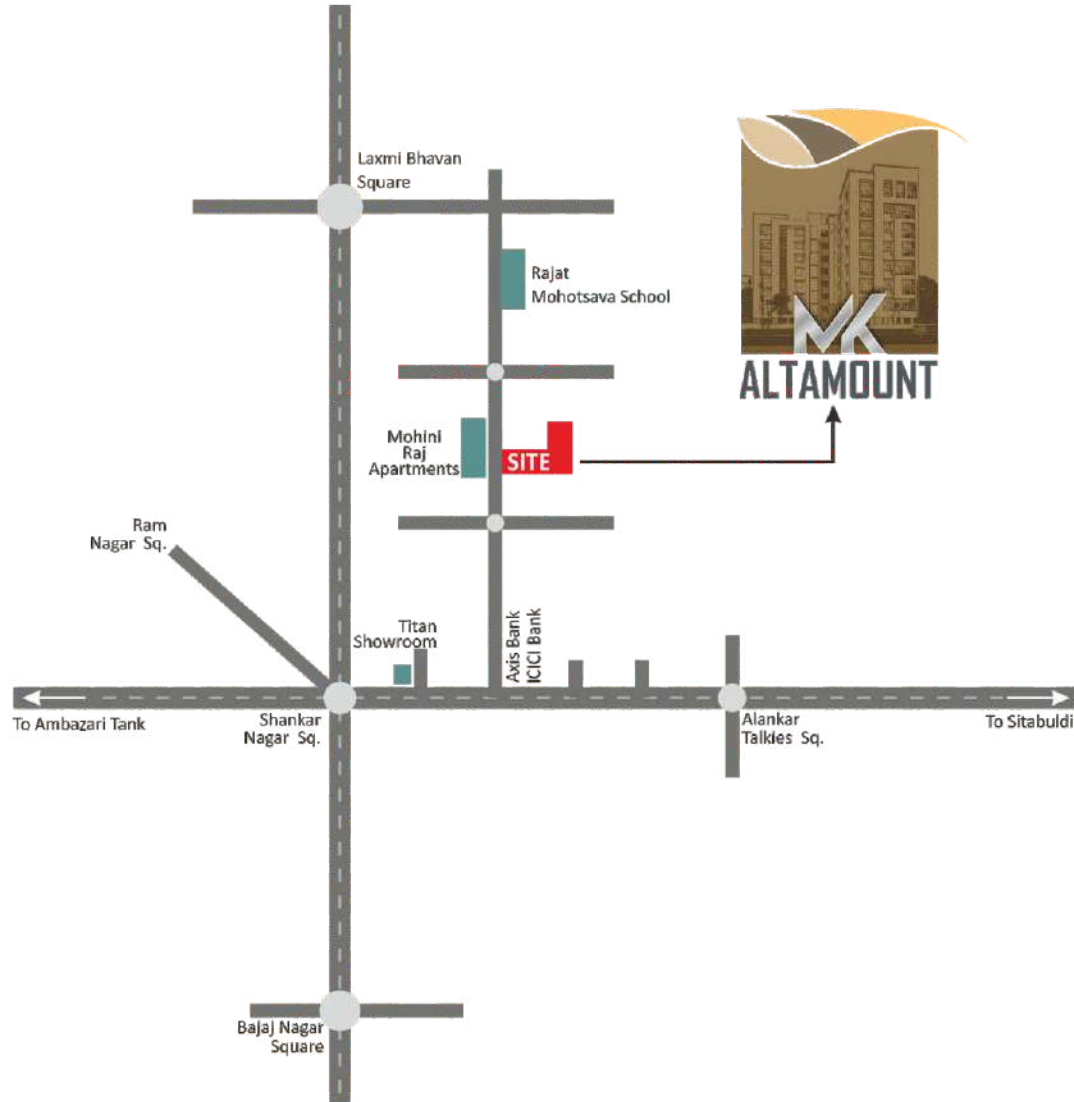 Laxmi Bhavan
Square
Rajat
Mohotsava School
MK
ALTAMOUNT
Mohini
Raj
Apartments
SITE
Ram
Nagar Sq.
Titan
Showroom
Axis Bank
ICICI Bank
To Ambazari Tank
Shankar
Nagar Sq.
Alankar
Talkies Sq.
To Sitabuldi
Bajaj Nagar
Square